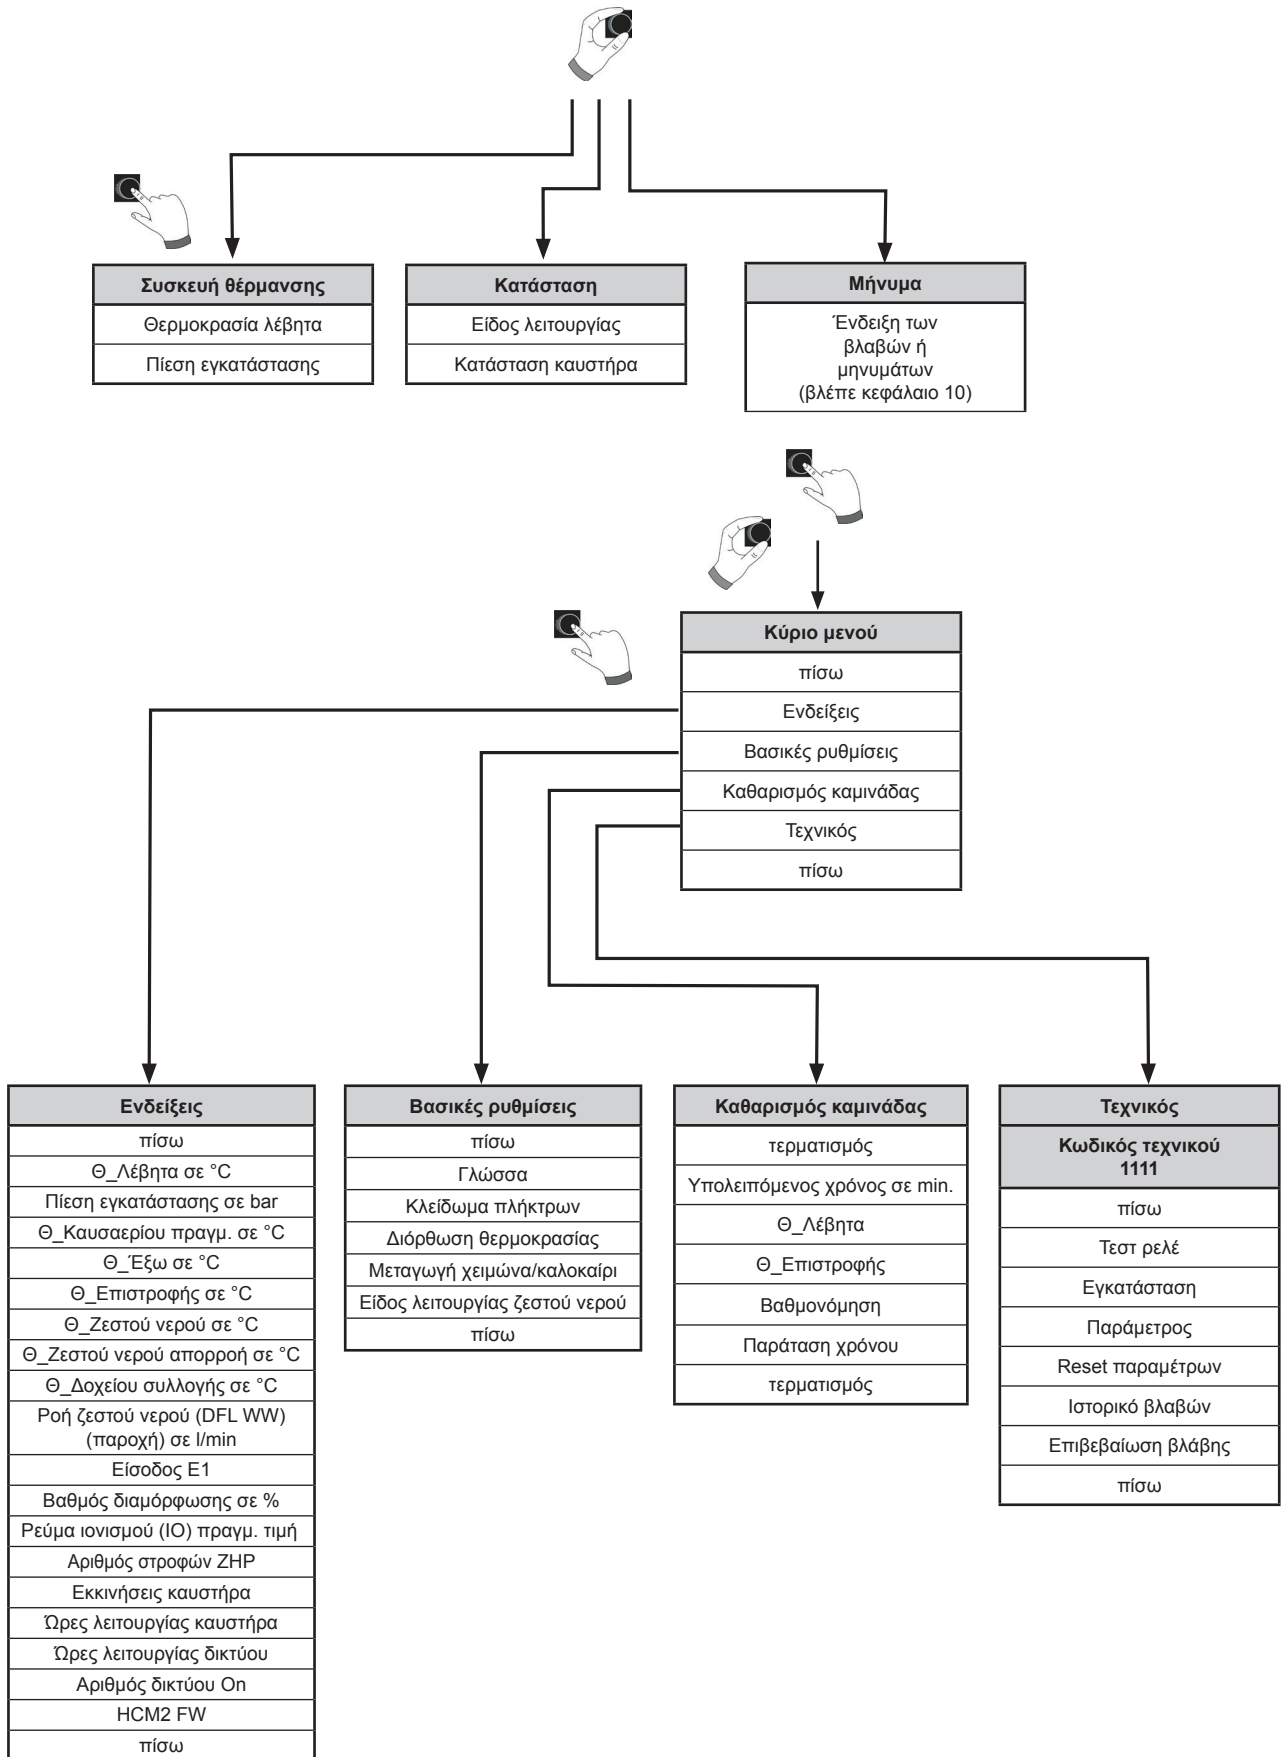 Συσκευή θέρμανσης
Θερμοκρασία λέβητα
Πίεση εγκατάστασης
Κατάσταση
Είδος λειτουργίας
Κατάσταση καυστήρα
Μήνυμα
Ένδειξη των
βλαβών ή
μηνυμάτων
(βλέπε κεφάλαιο 10)
Κύριο μενού
πίσω
Ενδείξεις
Βασικές ρυθμίσεις
Καθαρισμός καμινάδας
Τεχνικός
πίσω
Ενδείξεις
πίσω
Θ_Λέβητα σε °C
Πίεση εγκατάστασης σε bar
Θ_Καυσαερίου πραγμ. σε °C
Θ_Έξω σε °C
Θ_Επιστροφής σε °C
Θ_Ζεστού νερού σε °C
Θ_Ζεστού νερού απορροή σε °C
Θ_Δοχείου συλλογής σε °C
Ροή ζεστού νερού (DFL WW)
(παροχή) σε l/min
Είσοδος E1
Βαθμός διαμόρφωσης σε %
Ρεύμα ιονισμού (IO) πραγμ. τιμή
Αριθμός στροφών ZHP
Εκκινήσεις καυστήρα
Ώρες λειτουργίας καυστήρα
Ώρες λειτουργίας δικτύου
Αριθμός δικτύου On
HCM2 FW
πίσω
Βασικές ρυθμίσεις
πίσω
Γλώσσα
Κλείδωμα πλήκτρων
Διόρθωση θερμοκρασίας
Μεταγωγή χειμώνα/καλοκαίρι
Είδος λειτουργίας ζεστού νερού
πίσω
Καθαρισμός καμινάδας
τερματισμός
Υπολειπόμενος χρόνος σε min.
Θ_Λέβητα
Θ_Επιστροφής
Βαθμονόμηση
Παράταση χρόνου
τερματισμός
Τεχνικός
Κωδικός τεχνικού
1111
πίσω
Τεστ ρελέ
Εγκατάσταση
Παράμετρος
Reset παραμέτρων
Ιστορικό βλαβών
Επιβεβαίωση βλάβης
πίσω